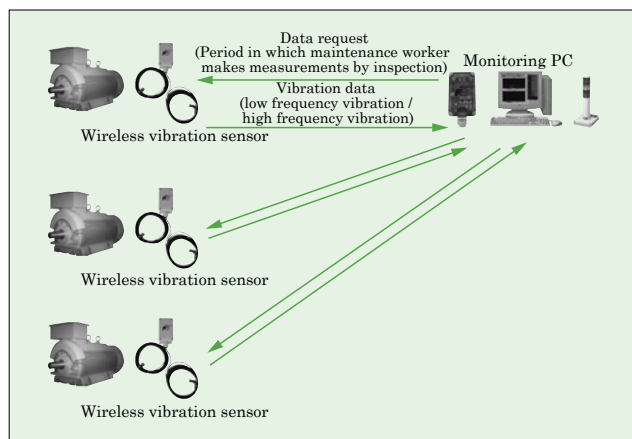 Data request
(Period in which maintenance worker
makes measurements by inspection)
Monitoring PC
Vibration data
(low frequency vibration /
high frequency vibration)
Wireless vibration sensor
Wireless vibration sensor
Wireless vibration sensor